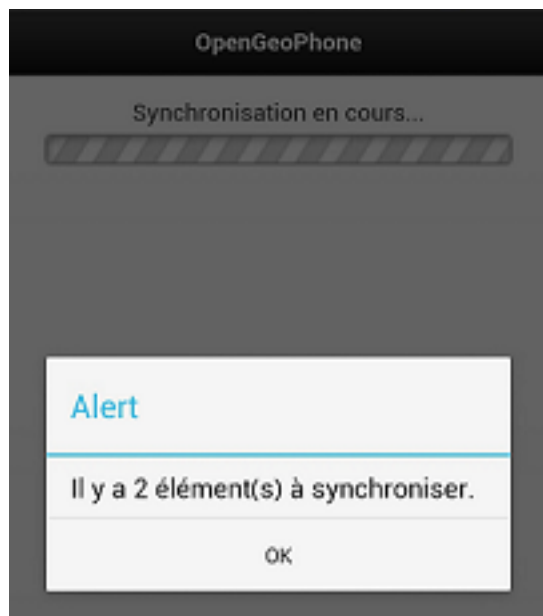 OpenGeoPhone
Synchronisation en cours...
Alert
Il y a 2 élément(s) à synchroniser.
OK